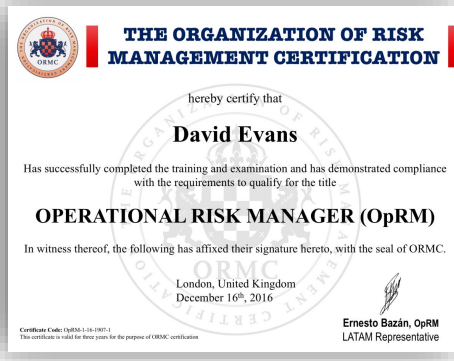 THE ORGANIZATION OF RISK
MANAGEMENT CERTIFICATION
ORMC
hereby certify that
David Evans
Has successfully completed the training and examination and has demonstrated compliance
with the requirements to qualify for the title
OPERATIONAL RISK MANAGER (OpRM)
In witness thereof, the following has affixed their signature hereto, with the seal of ORMC.
ORMC
London, United Kingdom
December 16th, 2016
Ernesto Bazán, OpRM
LATAM Representative
Certificate Code: OpRM-1-16-1907-1
This certificate is valid for three years for the purpose of ORMC certification